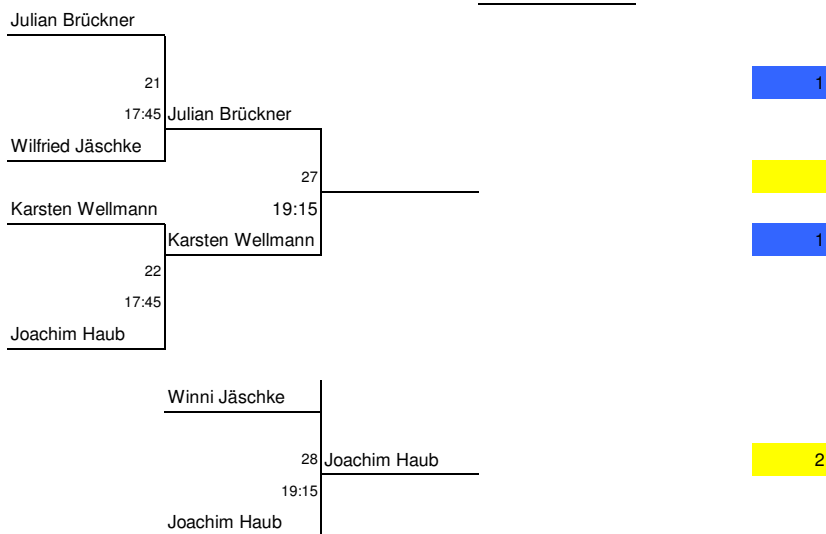 Julian Brückner
21
1
17:45 Julian Brückner
Wilfried Jäschke
27
Karsten Wellmann
19:15
Karsten Wellmann
1
22
17:45
Joachim Haub
Winni Jäschke
28 Joachim Haub
2
19:15
Joachim Haub